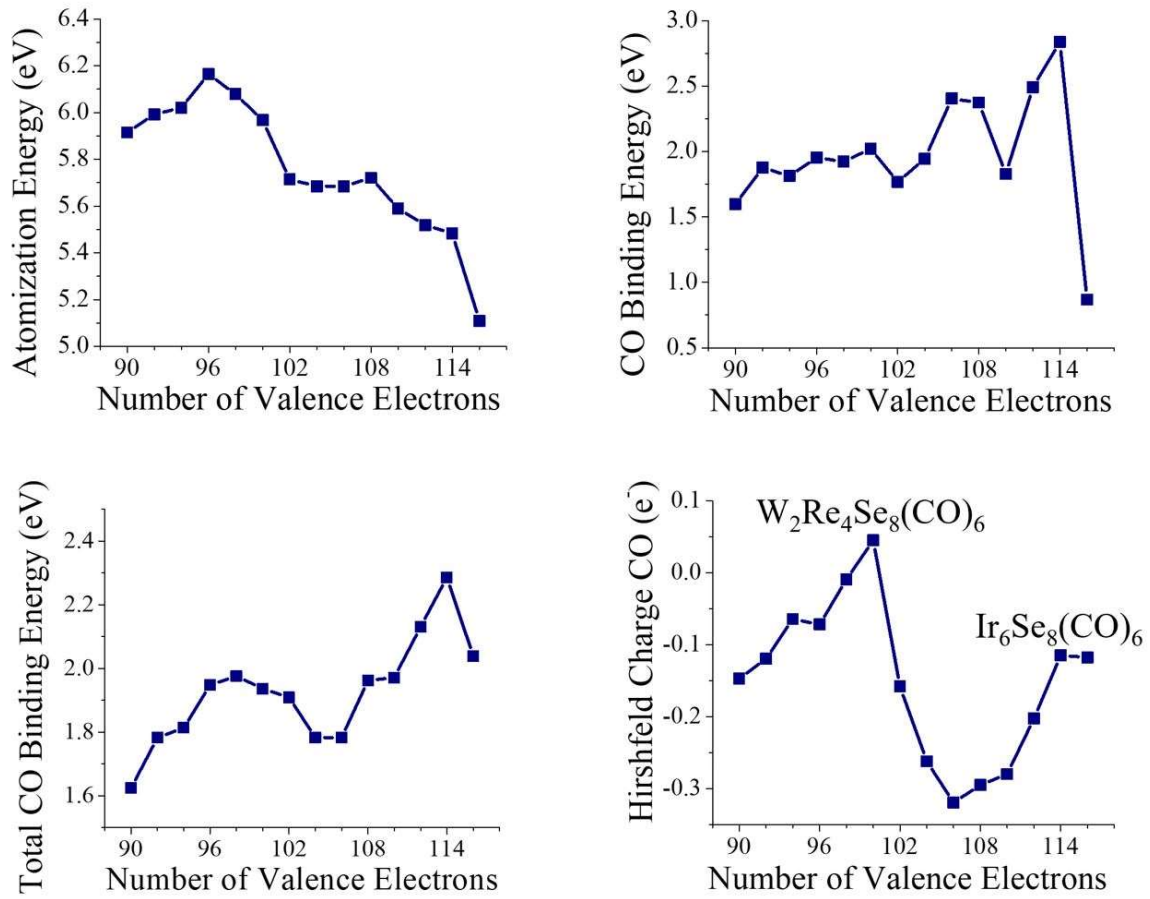 Atomization Energy (eV)
6.4
6.2
6.0
5.8
5.6
5.4
5.2
5.0
90 96 102 108 114
Number of Valence Electrons
CO Binding Energy (eV)
3.0
2.5
2.0
1.5
1.0
0.5
90 96 102 108 114
Number of Valence Electrons
Total CO Binding Energy (eV)
2.4
2.2
2.0
1.8
1.6
90 96 102 108 114
Number of Valence Electrons
Hirshfeld Charge CO (e⁻)
0.1
0.0
-0.1
-0.2
-0.3
W₂Re₄Se₈(CO)₆
Ir₆Se₈(CO)₆
90 96 102 108 114
Number of Valence Electrons